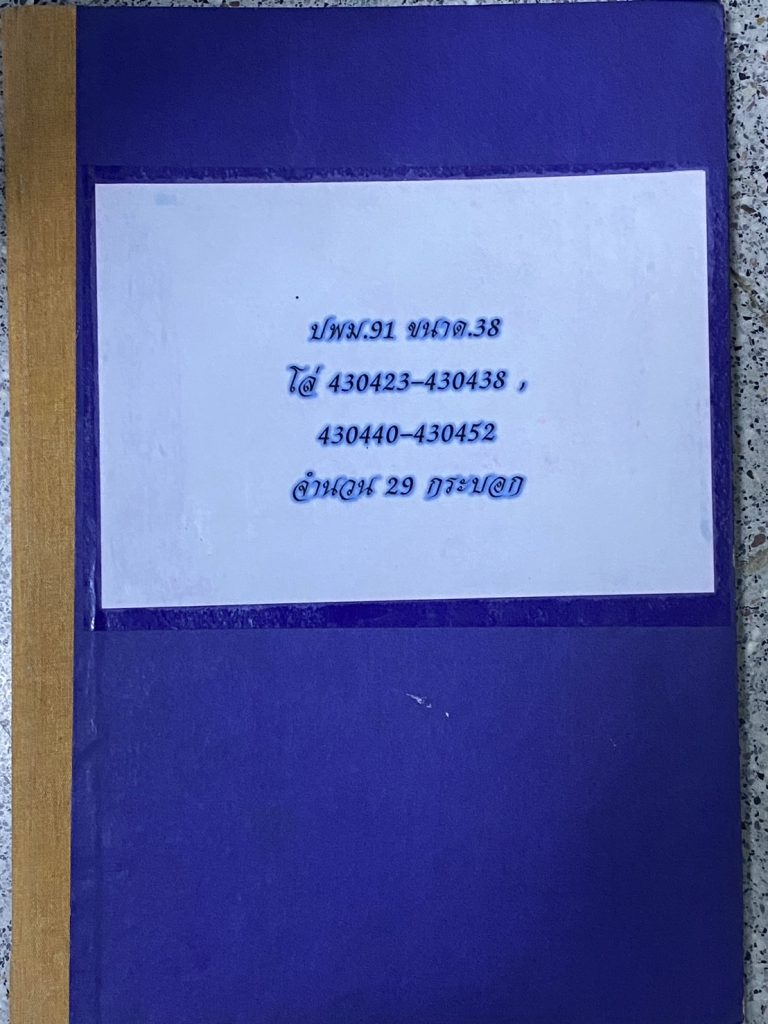 ปพม.91 ขนาด.38
โล่ 430423-430438 ,
430440-430452
จำนวน 29 กระบอก